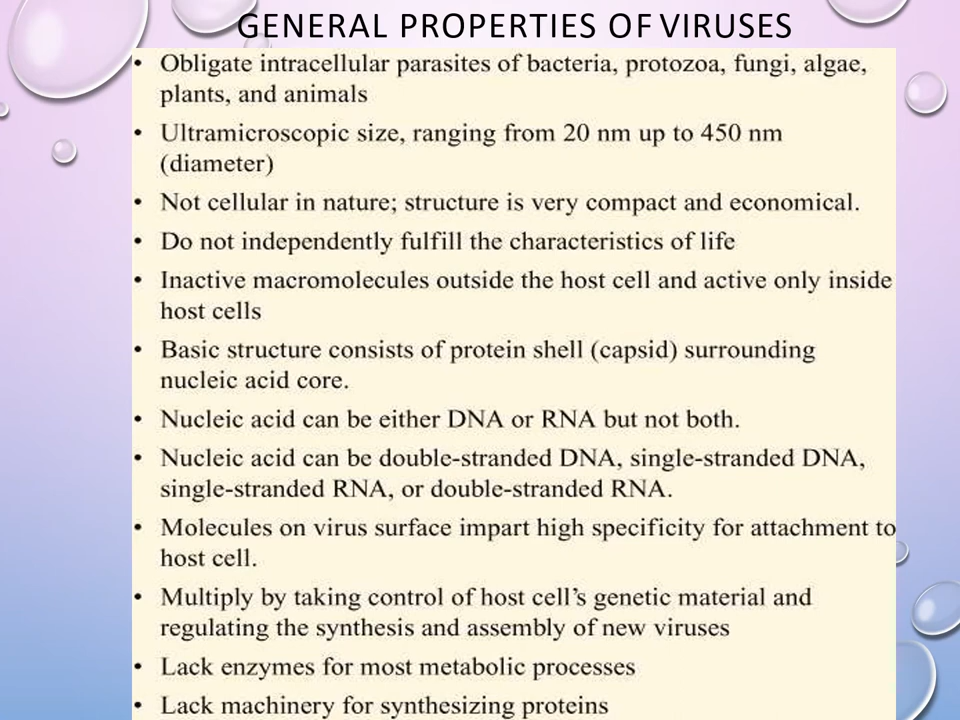 GENERAL PROPERTIES OF VIRUSES
• Obligate intracellular parasites of bacteria, protozoa, fungi, algae,
plants, and animals
• Ultramicroscopic size, ranging from 20 nm up to 450 nm
(diameter)
• Not cellular in nature; structure is very compact and economical.
• Do not independently fulfill the characteristics of life
• Inactive macromolecules outside the host cell and active only inside
host cells
• Basic structure consists of protein shell (capsid) surrounding
nucleic acid core.
• Nucleic acid can be either DNA or RNA but not both.
• Nucleic acid can be double-stranded DNA, single-stranded DNA,
single-stranded RNA, or double-stranded RNA.
• Molecules on virus surface impart high specificity for attachment to
host cell.
• Multiply by taking control of host cell’s genetic material and
regulating the synthesis and assembly of new viruses
• Lack enzymes for most metabolic processes
• Lack machinery for synthesizing proteins